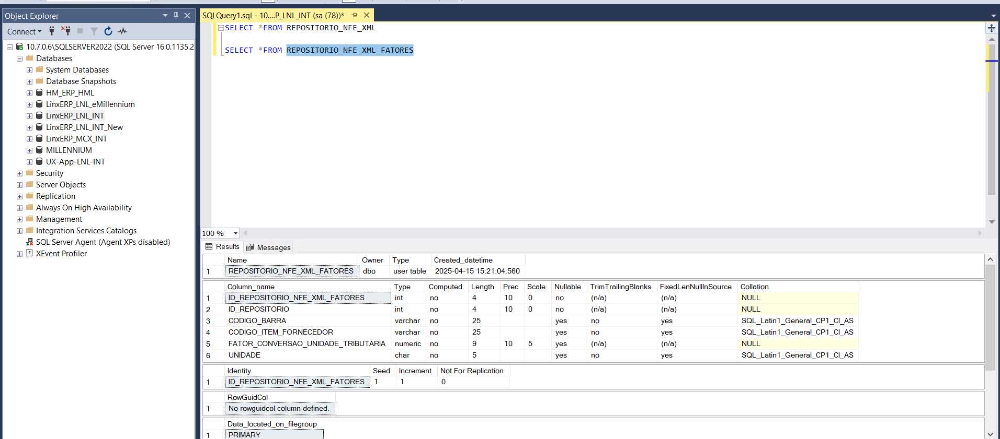 Object Explorer
Connect
10.7.0.6\SQLSERVER2022 (SQL Server 16.0.1135.2
Databases
System Databases
Database Snapshots
HM_ERP_HML
LinxERP_LNL_eMillennium
LinxERP_LNL_INT
LinxERP_LNL_INT_New
LinxERP_MCX_INT
MILLENNIUM
UX-App-LNL-INT
Security
Server Objects
Replication
Always On High Availability
Management
Integration Services Catalogs
SQL Server Agent (Agent XPs disabled)
XEvent Profiler
SQLQuery1.sql - 10....P_LNL_INT (sa (78))*
SELECT *FROM REPOSITORIO_NFE_XML
SELECT *FROM REPOSITORIO_NFE_XML_FATORES
100 %
Results Messages
Name Owner Type Created_datetime
1 REPOSITORIO_NFE_XML_FATORES dbo user table 2025-04-15 15:21:04.560
Column_name Type Computed Length Prec Scale Nullable TrimTrailingBlanks FixedLenNullInSource Collation
1 ID_REPOSITORIO_NFE_XML_FATORES int no 4 10 0 no (n/a) (n/a) NULL
2 ID_REPOSITORIO int no 4 10 0 no (n/a) (n/a) NULL
3 CODIGO_BARRA varchar no 25 yes no yes SQL_Latin1_General_CP1_CI_AS
4 CODIGO_ITEM_FORNECEDOR varchar no 25 yes no yes SQL_Latin1_General_CP1_CI_AS
5 FATOR_CONVERSAO_UNIDADE_TRIBUTARIA numeric no 9 10 5 yes (n/a) (n/a) NULL
6 UNIDADE char no 5 yes no yes SQL_Latin1_General_CP1_CI_AS
Identity Seed Increment Not For Replication
1 ID_REPOSITORIO_NFE_XML_FATORES 1 1 0
RowGuidCol
1 No rowguidcol column defined.
Data_located_on_filegroup
1 PRIMARY